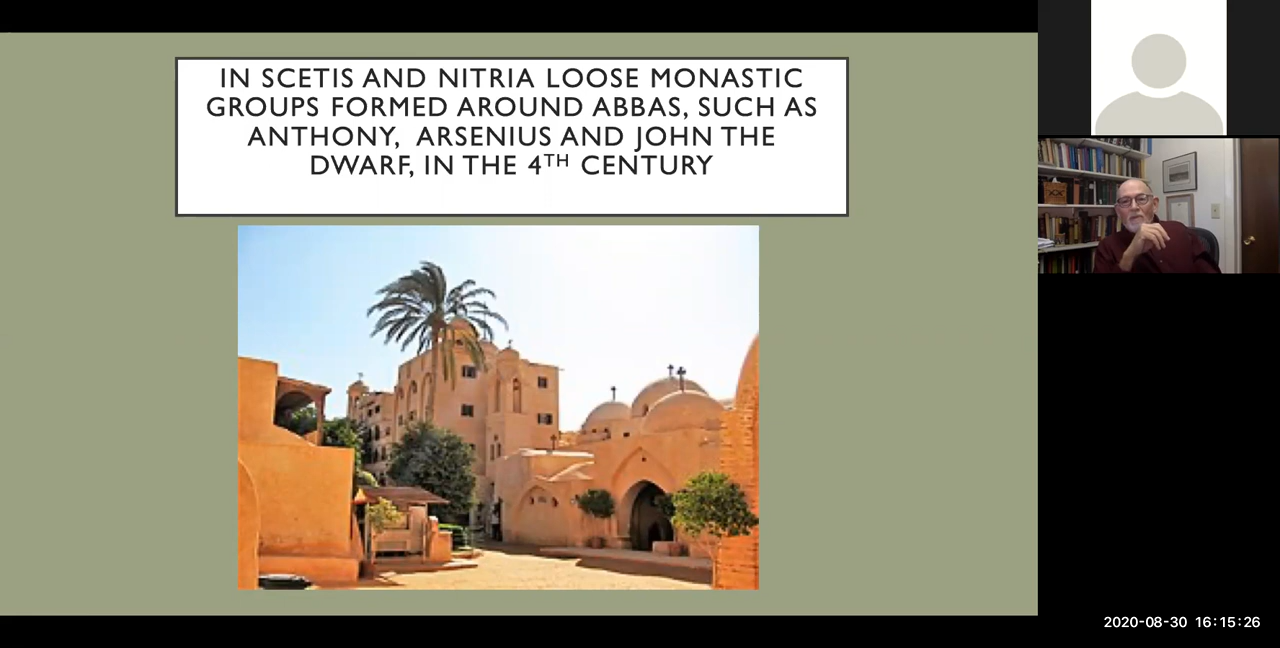 IN SCETIS AND NITRIA LOOSE MONASTIC
GROUPS FORMED AROUND ABBAS, SUCH AS
ANTHONY, ARSENIUS AND JOHN THE
DWARF, IN THE 4TH CENTURY
2020-08-30 16:15:26